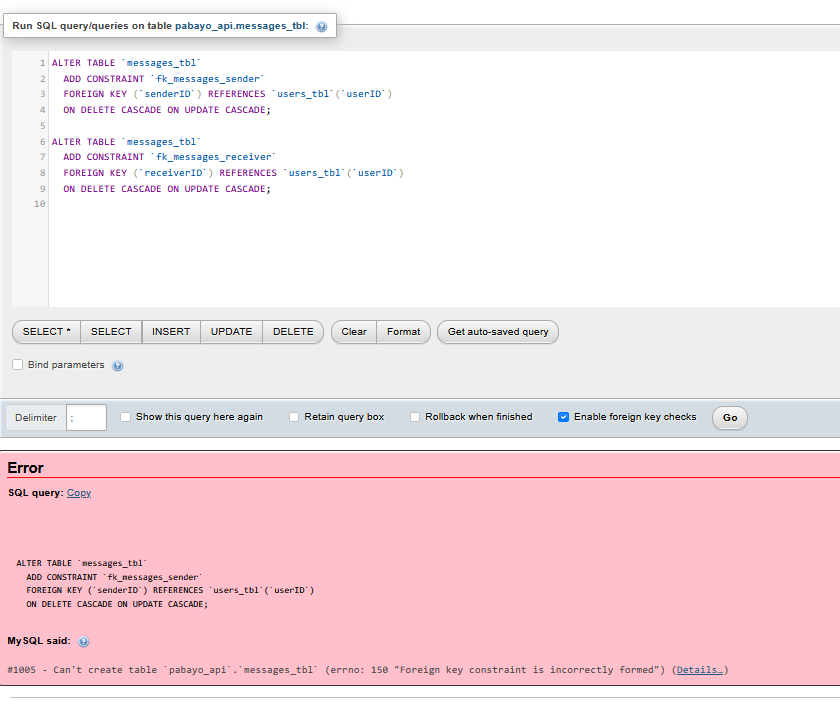 Run SQL query/queries on table pabayo_api.messages_tbl:
1 ALTER TABLE `messages_tbl`
2 ADD CONSTRAINT `fk_messages_sender`
3 FOREIGN KEY (`senderID`) REFERENCES `users_tbl`(`userID`)
4 ON DELETE CASCADE ON UPDATE CASCADE;
5
6 ALTER TABLE `messages_tbl`
7 ADD CONSTRAINT `fk_messages_receiver`
8 FOREIGN KEY (`receiverID`) REFERENCES `users_tbl`(`userID`)
9 ON DELETE CASCADE ON UPDATE CASCADE;
10
SELECT * SELECT INSERT UPDATE DELETE Clear Format Get auto-saved query
Bind parameters
Delimiter ; Show this query here again Retain query box Rollback when finished Enable foreign key checks Go
Error
SQL query: Copy
ALTER TABLE `messages_tbl`
ADD CONSTRAINT `fk_messages_sender`
FOREIGN KEY (`senderID`) REFERENCES `users_tbl`(`userID`)
ON DELETE CASCADE ON UPDATE CASCADE;
MySQL said:
#1005 - Can't create table `pabayo_api`.`messages_tbl` (errno: 150 "Foreign key constraint is incorrectly formed") (Details…)